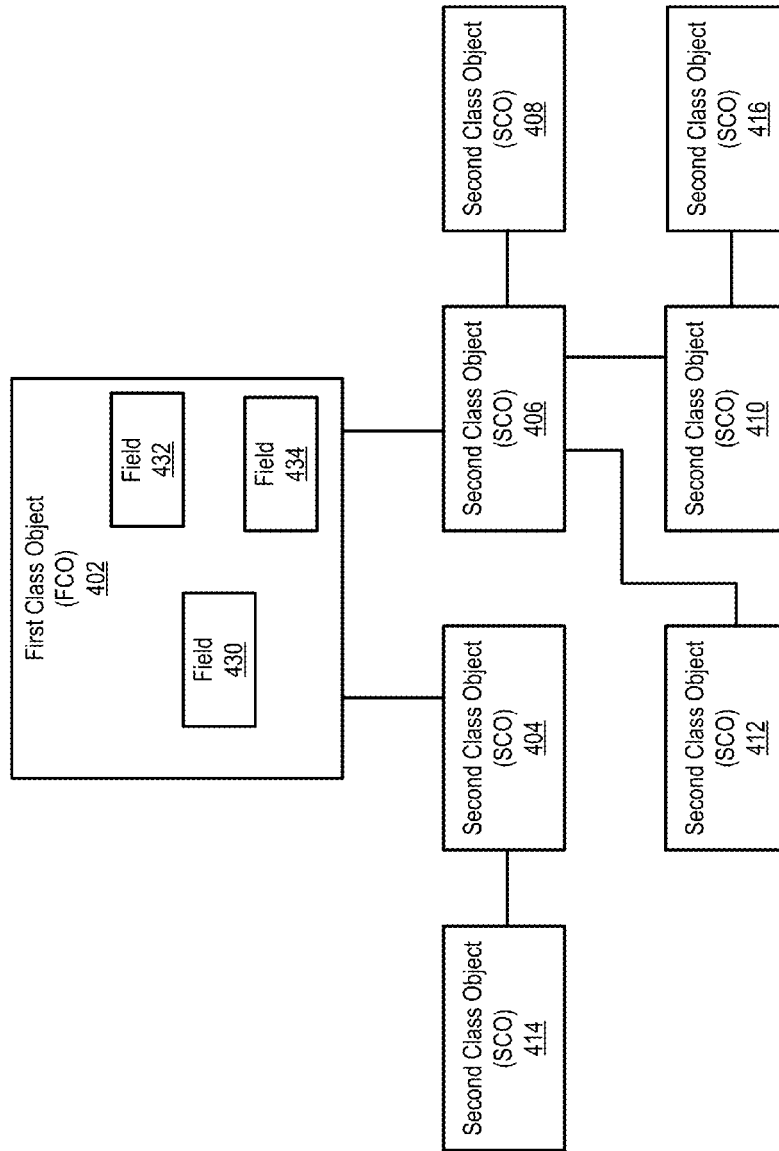 First Class Object
(FCO)
402
Field
430
Field
432
Field
434
Second Class Object
(SCO)
414
Second Class Object
(SCO)
404
Second Class Object
(SCO)
406
Second Class Object
(SCO)
408
Second Class Object
(SCO)
412
Second Class Object
(SCO)
410
Second Class Object
(SCO)
416